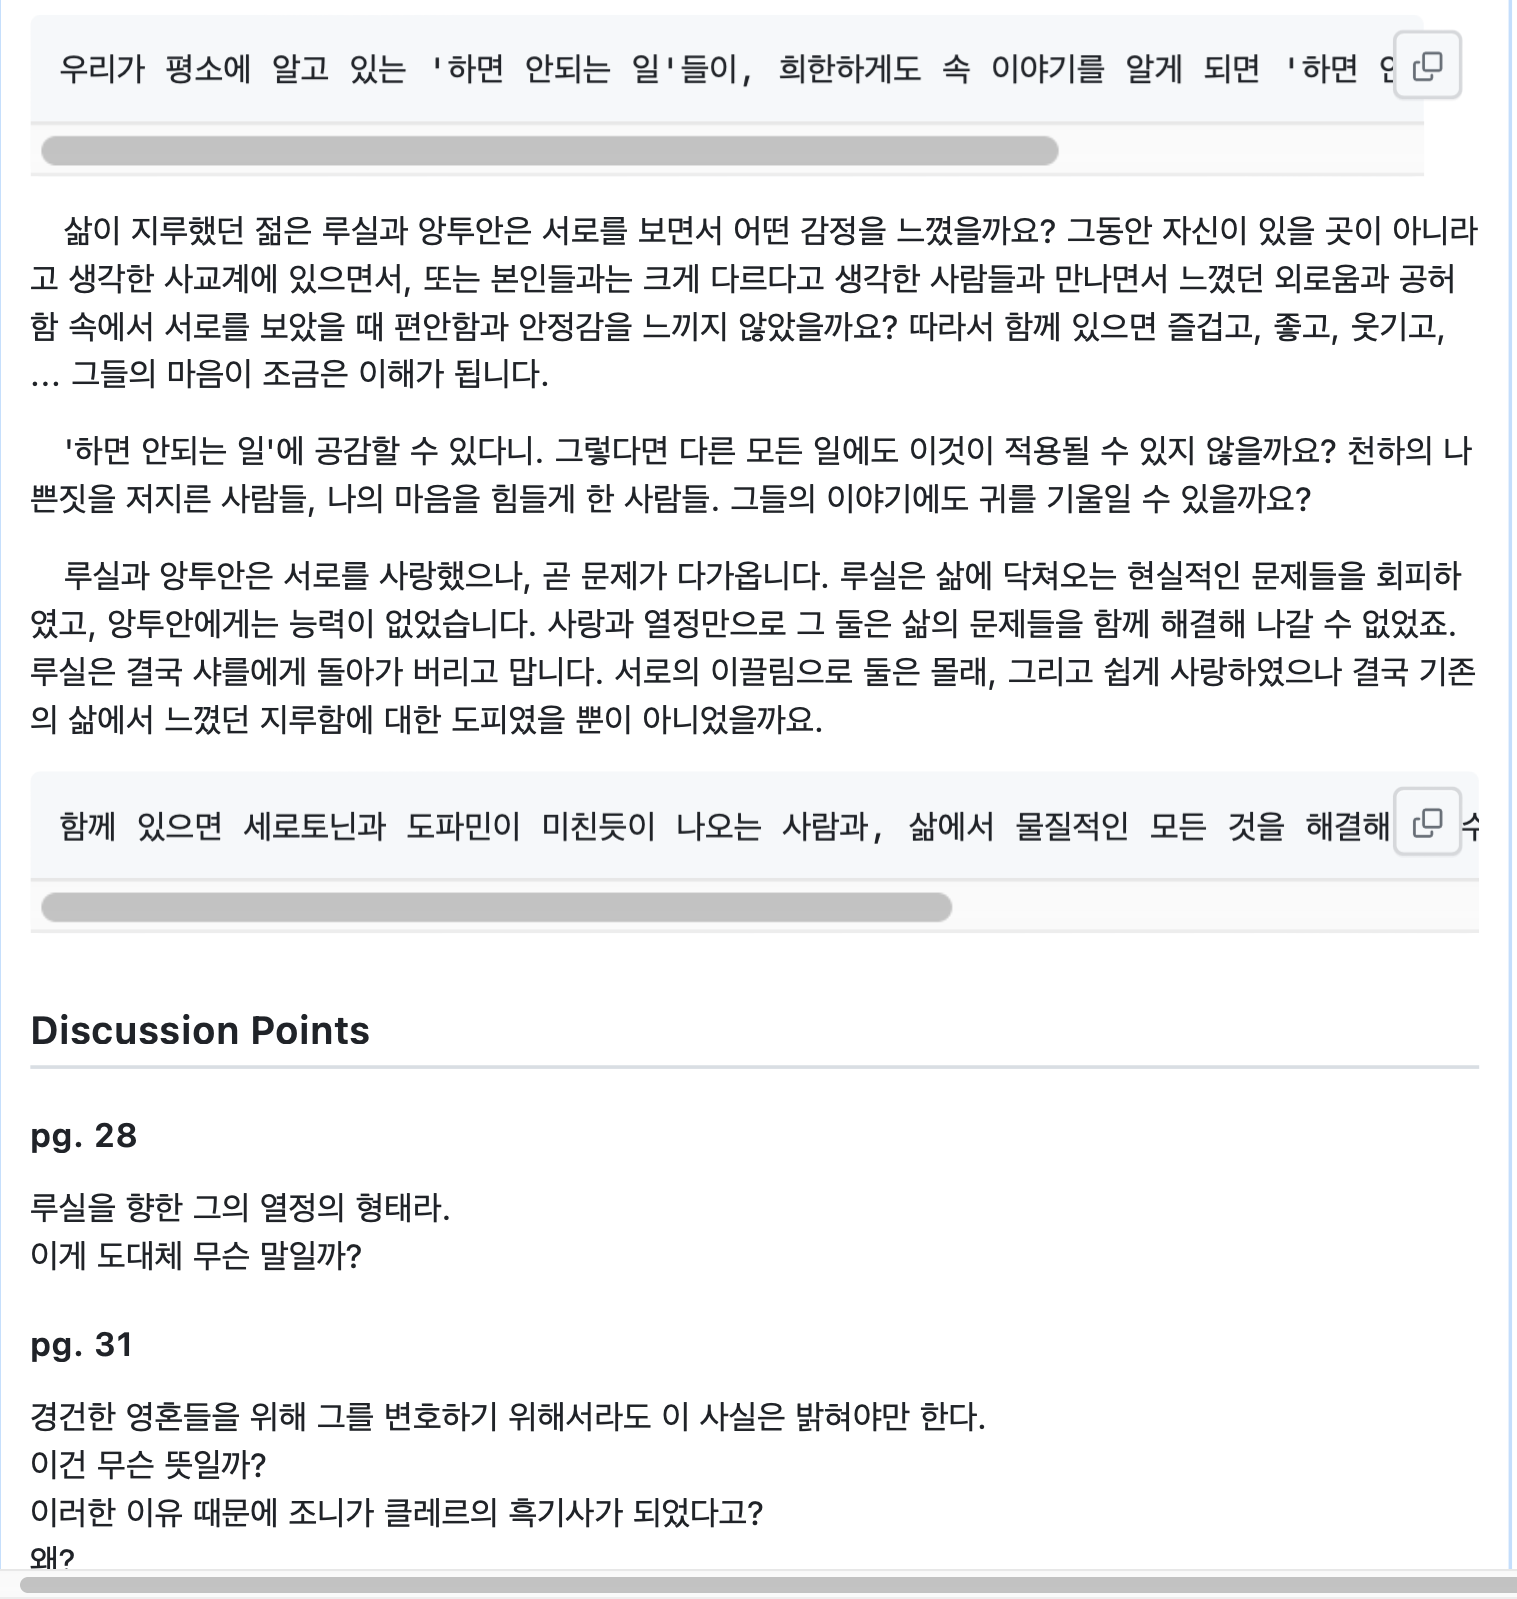 우리가 평소에 알고 있는 '하면 안되는 일'들이, 희한하게도 속 이야기를 알게 되면 '하면
삶이 지루했던 젊은 루실과 앙투안은 서로를 보면서 어떤 감정을 느꼈을까요? 그동안 자신이 있을 곳이 아니라
고 생각한 사교계에 있으면서, 또는 본인들과는 크게 다르다고 생각한 사람들과 만나면서 느꼈던 외로움과 공허
함 속에서 서로를 보았을 때 편안함과 안정감을 느끼지 않았을까요? 따라서 함께 있으면 즐겁고, 좋고, 웃기고,
... 그들의 마음이 조금은 이해가 됩니다.
'하면 안되는 일'에 공감할 수 있다니. 그렇다면 다른 모든 일에도 이것이 적용될 수 있지 않을까요? 천하의 나
쁜짓을 저지른 사람들, 나의 마음을 힘들게 한 사람들. 그들의 이야기에도 귀를 기울일 수 있을까요?
루실과 앙투안은 서로를 사랑했으나, 곧 문제가 다가옵니다. 루실은 삶에 닥쳐오는 현실적인 문제들을 회피하
였고, 앙투안에게는 능력이 없었습니다. 사랑과 열정만으로 그 둘은 삶의 문제들을 함께 해결해 나갈 수 없었죠.
루실은 결국 샤를에게 돌아가 버리고 맙니다. 서로의 이끌림으로 둘은 몰래, 그리고 쉽게 사랑하였으나 결국 기존
의 삶에서 느꼈던 지루함에 대한 도피였을 뿐이 아니었을까요.
함께 있으면 세로토닌과 도파민이 미친듯이 나오는 사람과, 삶에서 물질적인 모든 것을 해결해
Discussion Points
pg. 28
루실을 향한 그의 열정의 형태라.
이게 도대체 무슨 말일까?
pg. 31
경건한 영혼들을 위해 그를 변호하기 위해서라도 이 사실은 밝혀야만 한다.
이건 무슨 뜻일까?
이러한 이유 때문에 조니가 클레르의 흑기사가 되었다고?
왜?